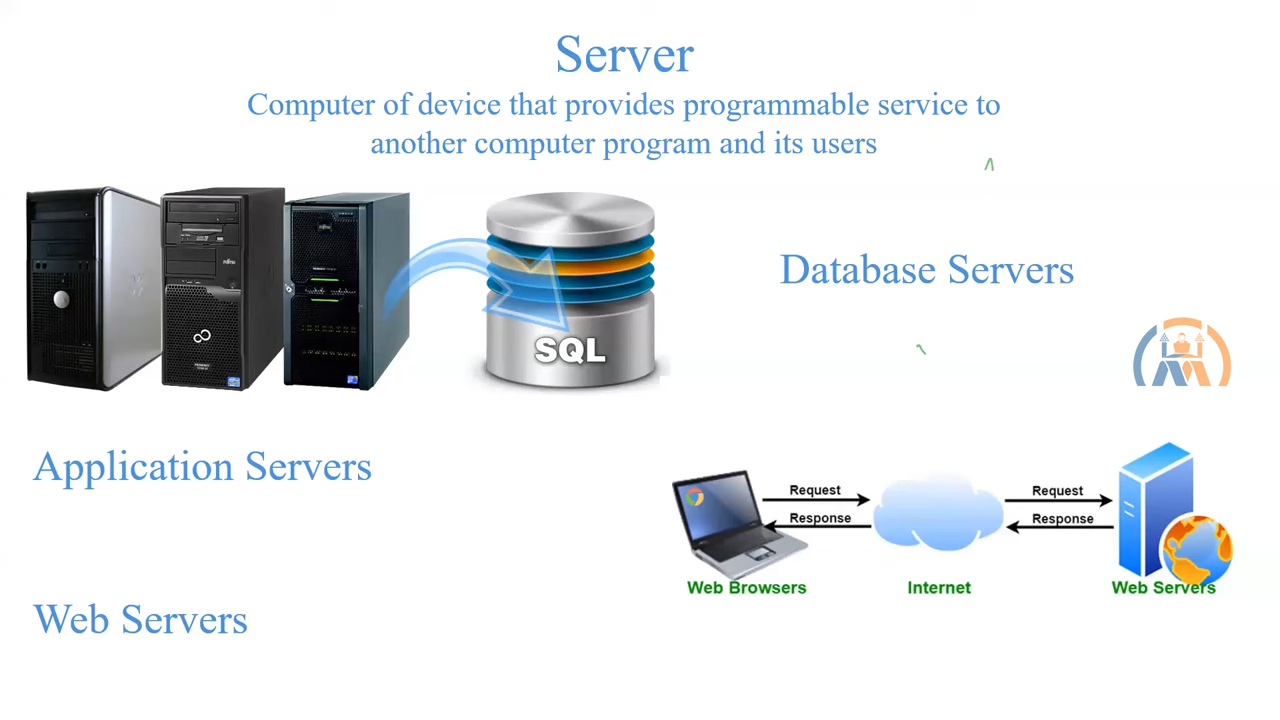 Server
Computer of device that provides programmable service to
another computer program and its users
SQL
Database Servers
Application Servers
Request
Response
Request
Response
Web Browsers
Internet
Web Servers
Web Servers